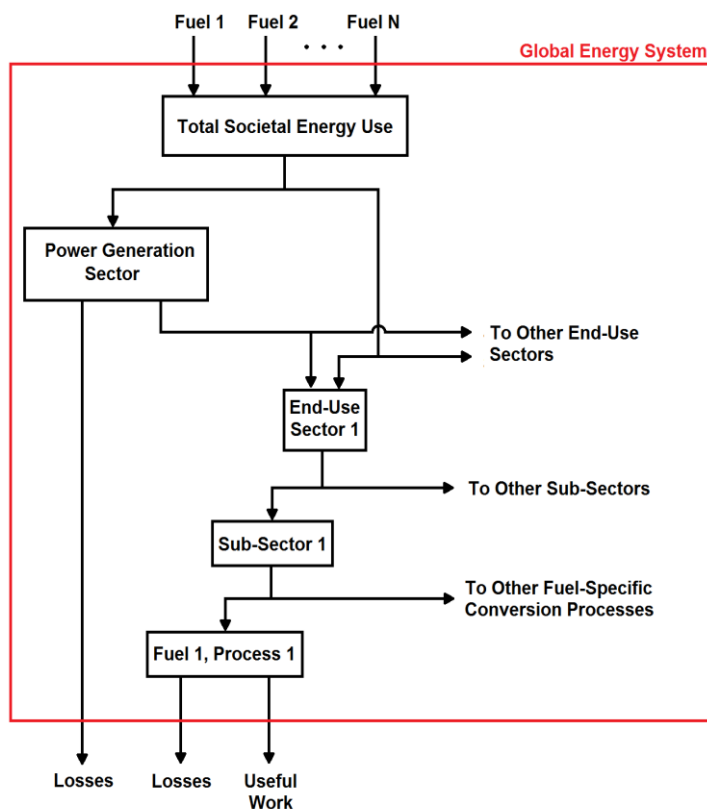 Fuel 1 Fuel 2 . . . Fuel N
Global Energy System
Total Societal Energy Use
Power Generation
Sector
To Other End-Use
Sectors
End-Use
Sector 1
To Other Sub-Sectors
Sub-Sector 1
To Other Fuel-Specific
Conversion Processes
Fuel 1, Process 1
Losses
Losses
Useful
Work